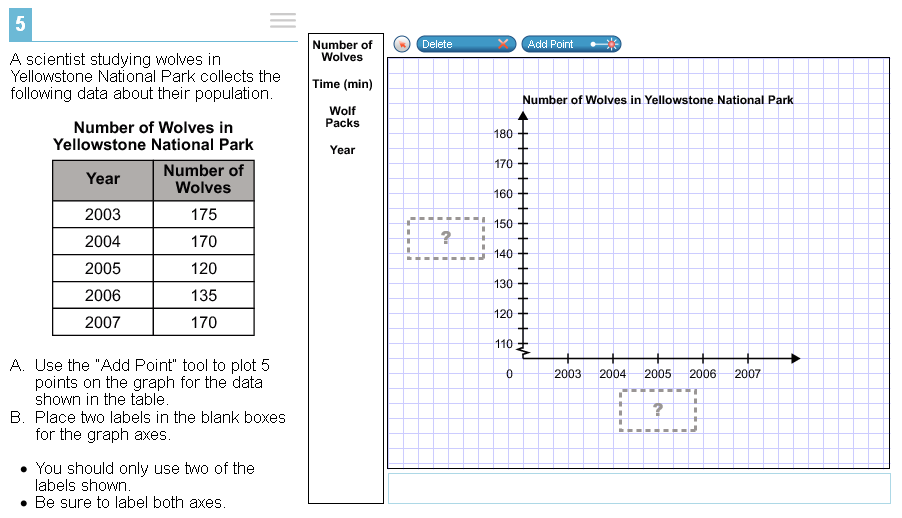 5
A scientist studying wolves in
Yellowstone National Park collects the
following data about their population.
Number of Wolves in
Yellowstone National Park
Year Number of Wolves
2003 175
2004 170
2005 120
2006 135
2007 170
A. Use the "Add Point" tool to plot 5
points on the graph for the data
shown in the table.
B. Place two labels in the blank boxes
for the graph axes.
• You should only use two of the
labels shown.
• Be sure to label both axes.
Number of
Wolves
Time (min)
Wolf
Packs
Year
Delete Add Point
Number of Wolves in Yellowstone National Park
180
170
160
150
?
140
130
120
110
0 2003 2004 2005 2006 2007
?